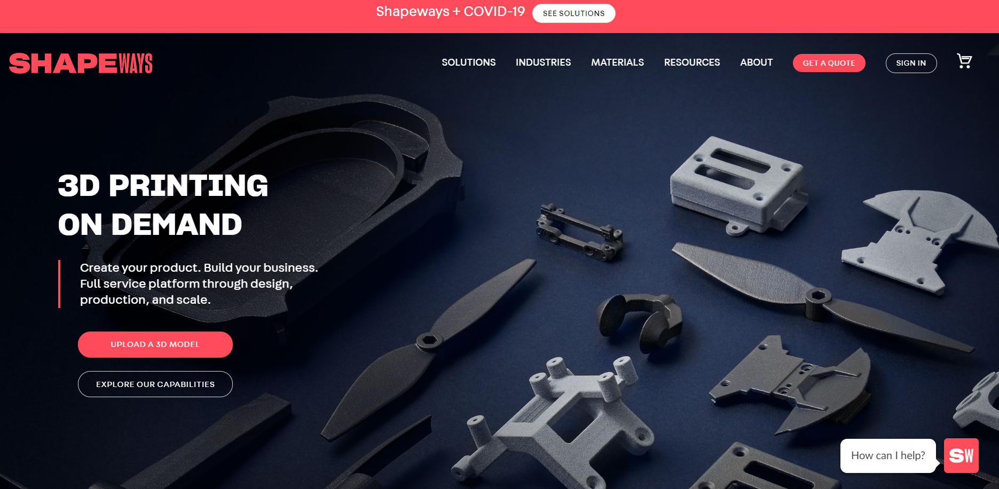 Shapeways + COVID-19 SEE SOLUTIONS
SHAPEWAYS SOLUTIONS INDUSTRIES MATERIALS RESOURCES ABOUT GET A QUOTE SIGN IN
3D PRINTING
ON DEMAND
Create your product. Build your business.
Full service platform through design,
production, and scale.
UPLOAD A 3D MODEL
EXPLORE OUR CAPABILITIES
How can I help? SW